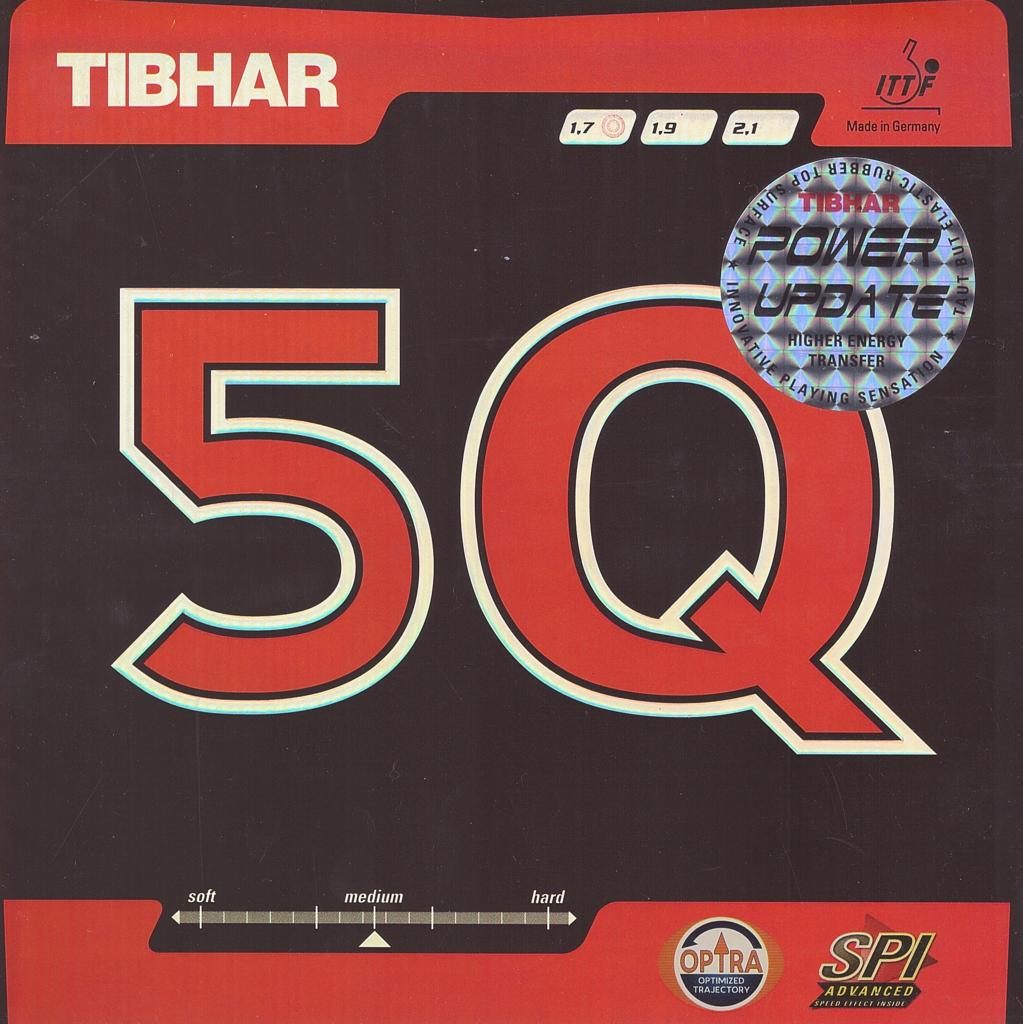 TIBHAR
ITTF
Made in Germany
1,7
1,9
2,1
TAUT BUT ELASTIC RUBBER TOP SURFACE ★ INNOVATIVE PLAYING SENSATION ★
TIBHAR
POWER
UPDATE
HIGHER ENERGY
TRANSFER
5Q
soft medium hard
OPTRA
OPTIMIZED
TRAJECTORY
SPI
ADVANCED
SPEED EFFECT INSIDE